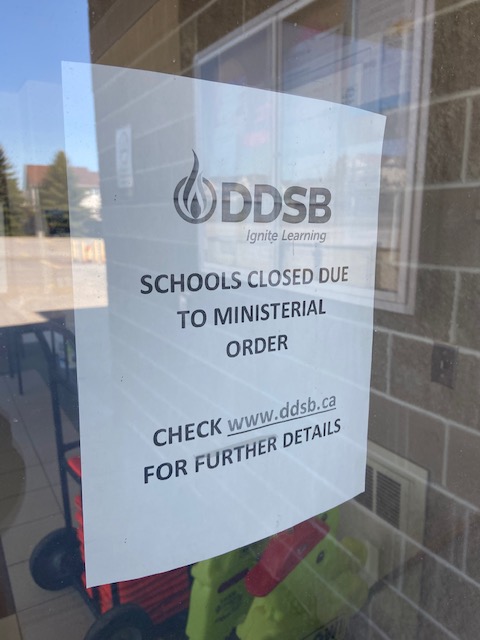 DDSB
Ignite Learning
SCHOOLS CLOSED DUE
TO MINISTERIAL
ORDER
CHECK www.ddsb.ca
FOR FURTHER DETAILS